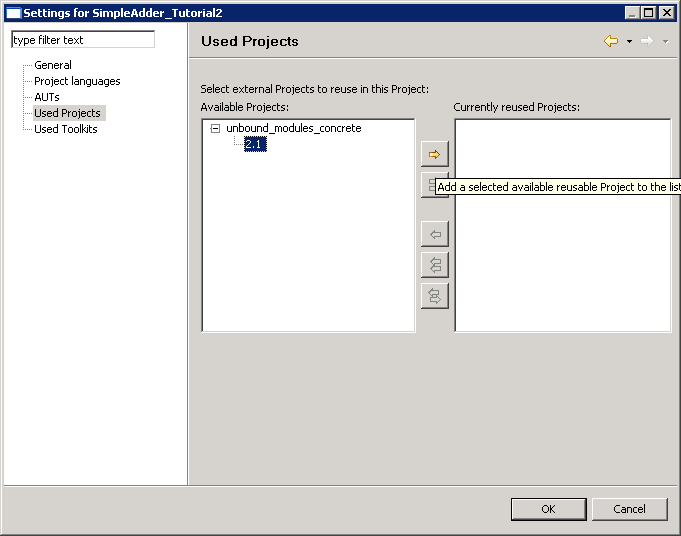 Settings for SimpleAdder_Tutorial2
type filter text
General
Project languages
AUTs
Used Projects
Used Toolkits
Used Projects
Select external Projects to reuse in this Project:
Available Projects:
Currently reused Projects:
unbound_modules_concrete
2.1
Add a selected available reusable Project to the list
OK
Cancel